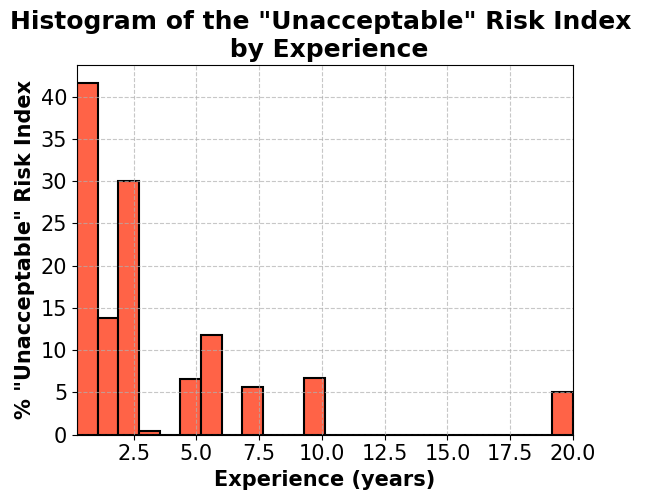 Histogram of the "Unacceptable" Risk Index
by Experience
% "Unacceptable" Risk Index
40
35
30
25
20
15
10
5
0
2.5 5.0 7.5 10.0 12.5 15.0 17.5 20.0
Experience (years)